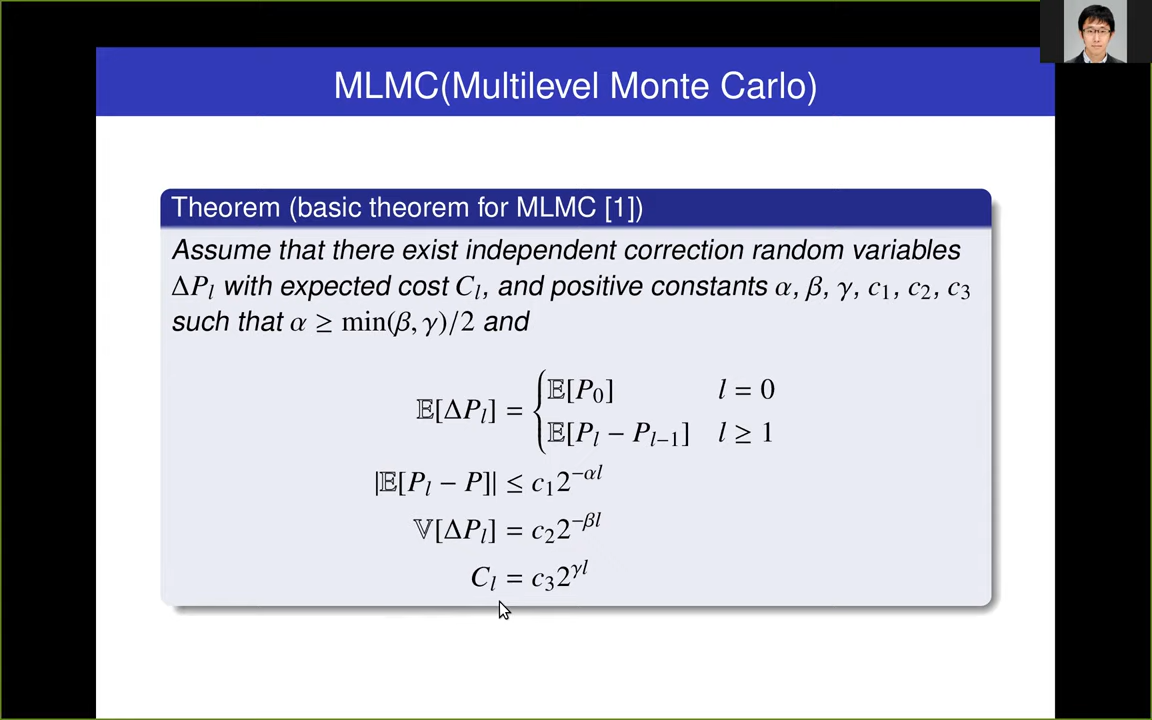 MLMC(Multilevel Monte Carlo)
Theorem (basic theorem for MLMC [1])
Assume that there exist independent correction random variables
ΔP_l with expected cost C_l, and positive constants α, β, γ, c_1, c_2, c_3
such that α ≥ min(β, γ)/2 and
𝔼[ΔP_l] = { 𝔼[P_0] l = 0
𝔼[P_l − P_{l−1}] l ≥ 1
|𝔼[P_l − P]| ≤ c_1 2^{−αl}
𝕍[ΔP_l] = c_2 2^{−βl}
C_l = c_3 2^{γl}